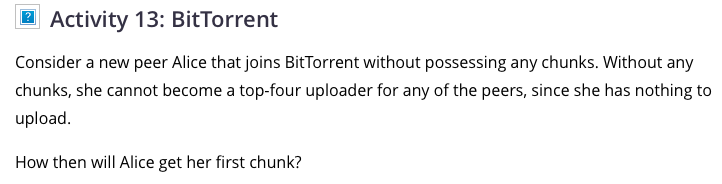 Activity 13: BitTorrent
Consider a new peer Alice that joins BitTorrent without possessing any chunks. Without any
chunks, she cannot become a top-four uploader for any of the peers, since she has nothing to
upload.
How then will Alice get her first chunk?